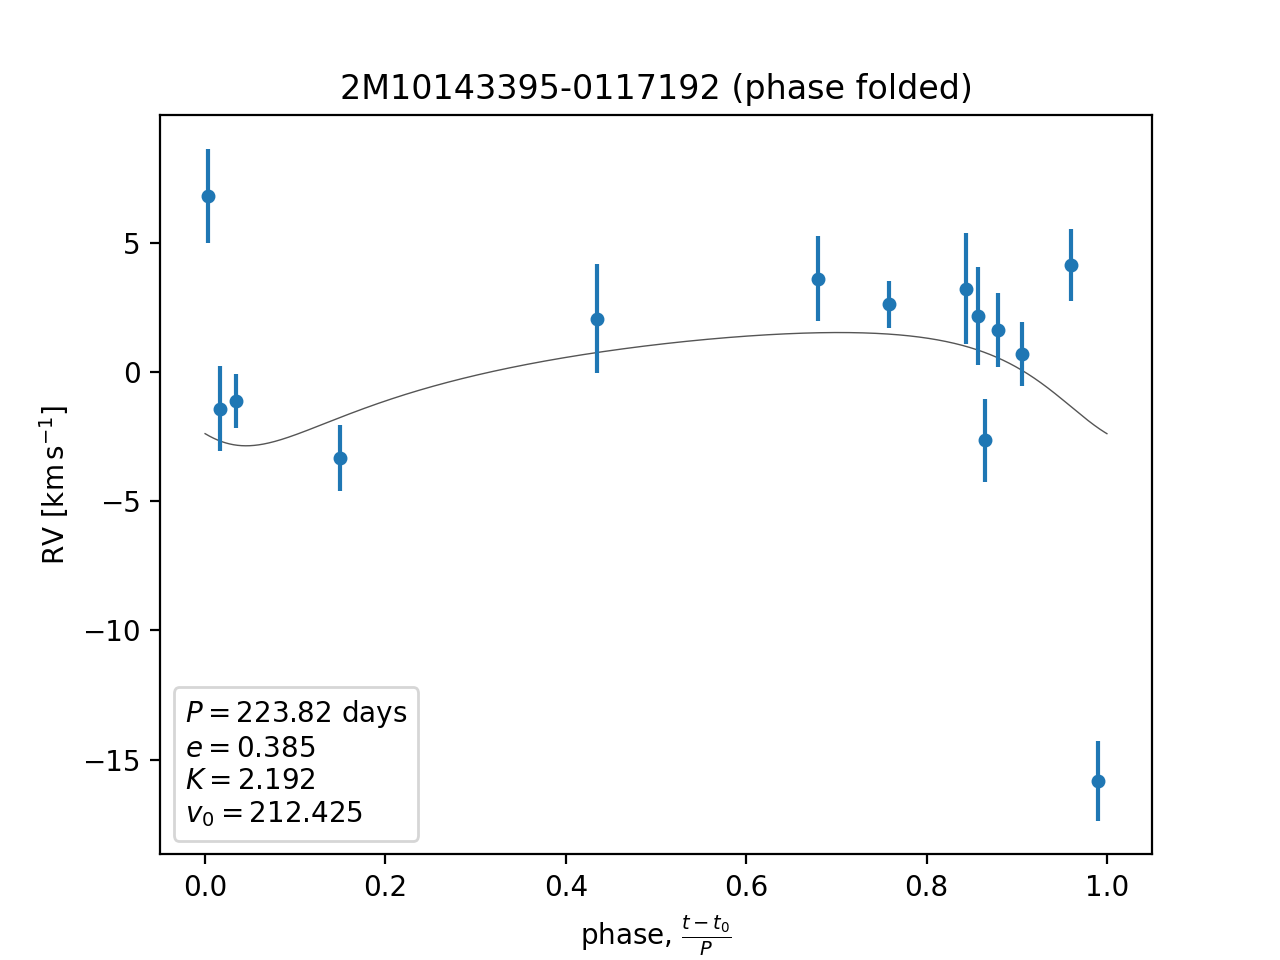 2M10143395-0117192 (phase folded)
RV [km s⁻¹]
5
0
−5
−10
−15
P = 223.82 days
e = 0.385
K = 2.192
v₀ = 212.425
0.0 0.2 0.4 0.6 0.8 1.0
phase, (t − t₀)/P